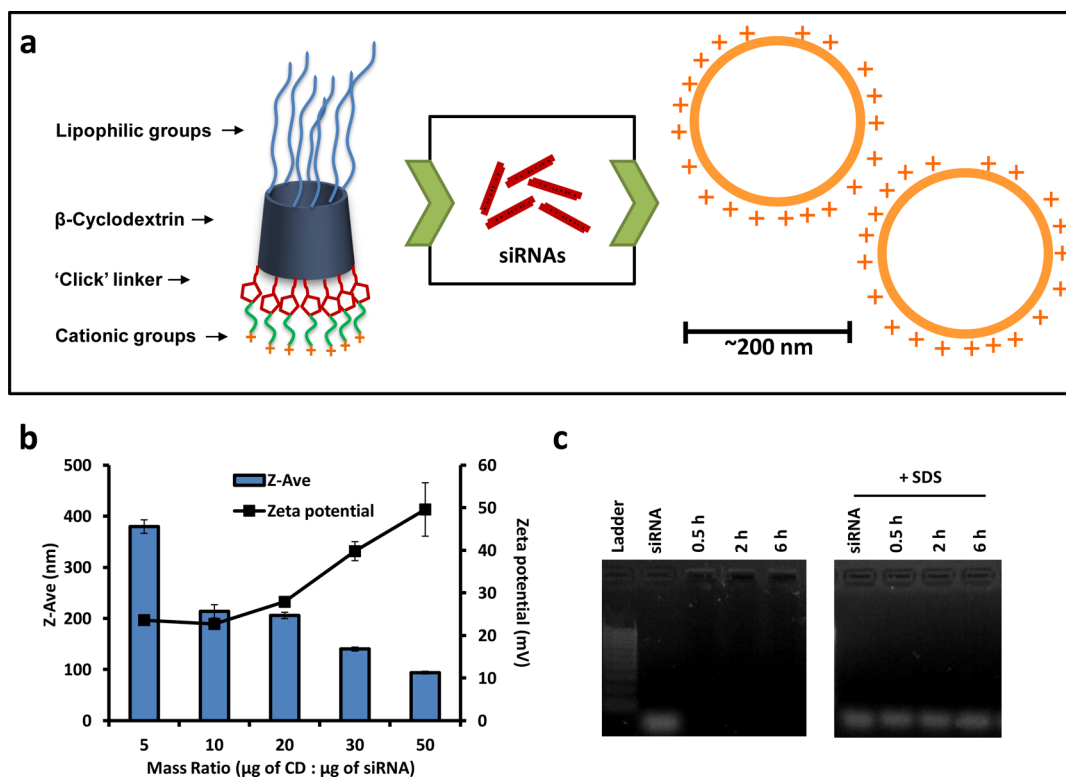 a
Lipophilic groups
β-Cyclodextrin
'Click' linker
Cationic groups
siRNAs
~200 nm
b
500
400
300
200
100
0
Z-Ave (nm)
Z-Ave
Zeta potential
60
50
40
30
20
10
0
Zeta potential (mV)
5 10 20 30 50
Mass Ratio (µg of CD : µg of siRNA)
c
Ladder
siRNA
0.5 h
2 h
6 h
+ SDS
siRNA
0.5 h
2 h
6 h